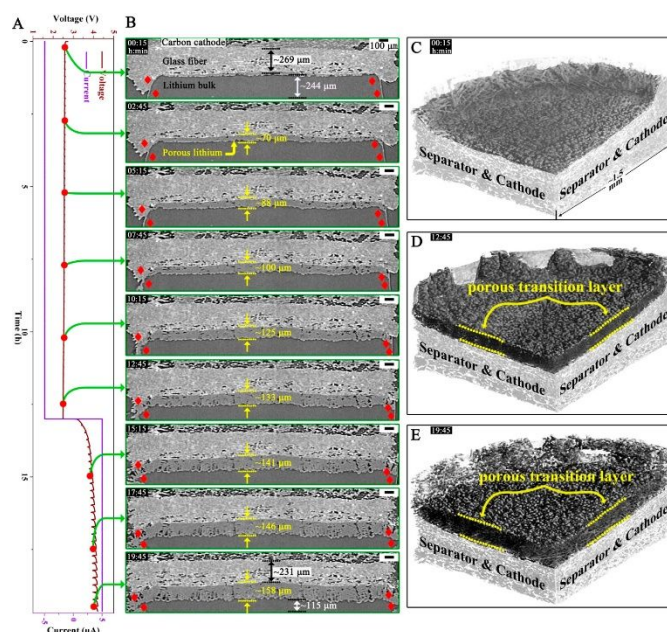 A
Voltage (V)
1 2 3 4 5
voltage
current
0
5
10
15
Time (h)
-5 0 5
Current (μA)
B
00:15
h:min
Carbon cathode
100 μm
Glass fiber
~269 μm
Lithium bulk
~244 μm
02:45
~70 μm
Porous lithium
05:15
~88 μm
07:45
~100 μm
10:15
~125 μm
12:45
~133 μm
15:15
~141 μm
17:45
~146 μm
19:45
~231 μm
~158 μm
~115 μm
C
00:15
h:min
Separator & Cathode
Separator & Cathode
~1.5
mm
D
12:45
porous transition layer
Separator & Cathode
Separator & Cathode
E
19:45
porous transition layer
Separator & Cathode
Separator & Cathode